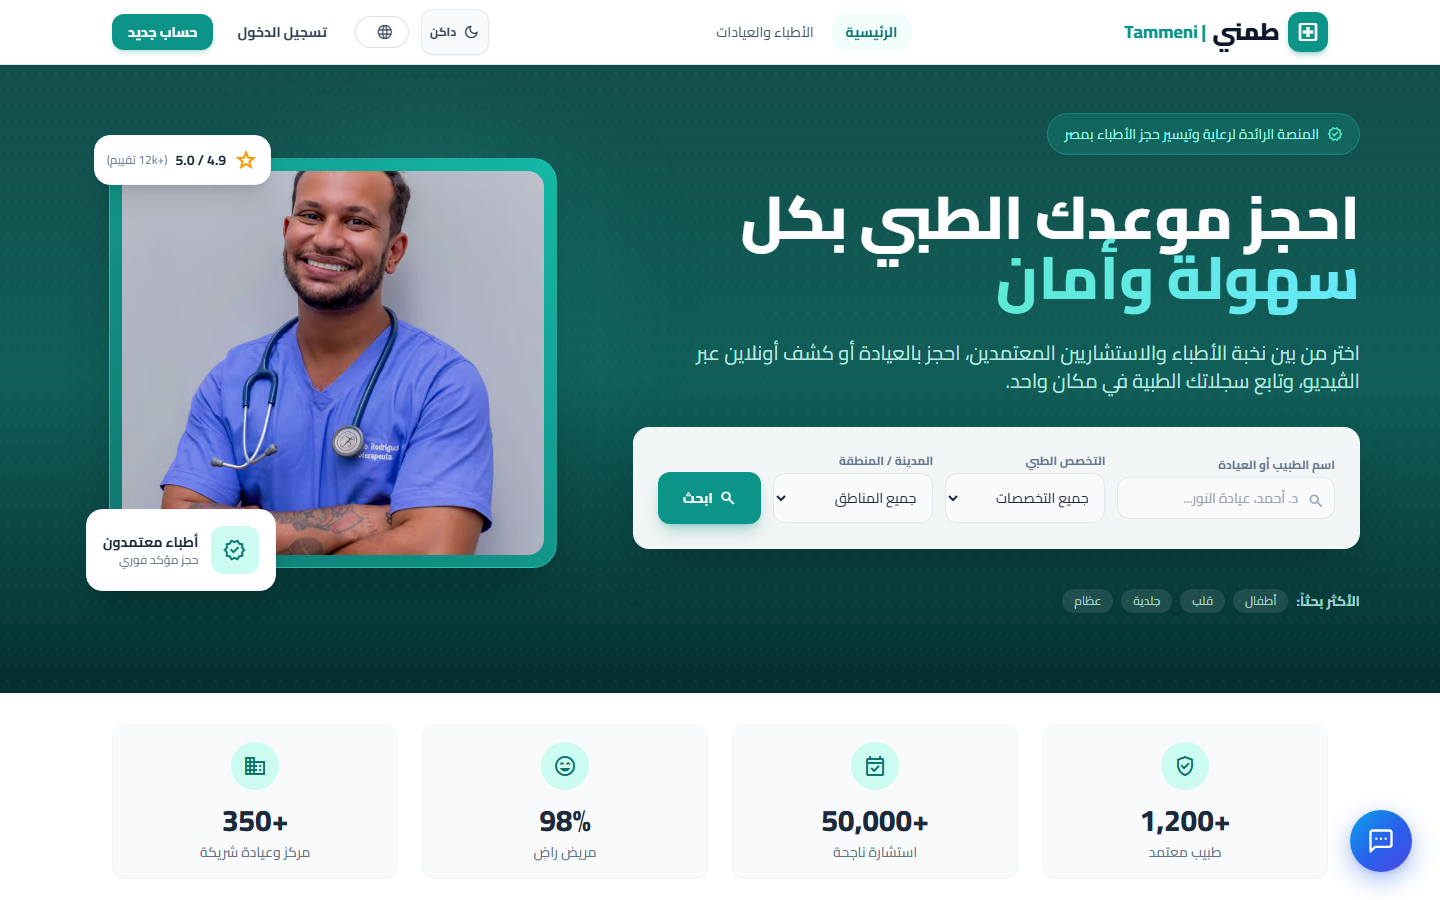 طمني | Tammeni
الرئيسية
الأطباء والعيادات
داكن
تسجيل الدخول
حساب جديد
المنصة الرائدة لرعاية وتيسير حجز الأطباء بمصر
احجز موعدك الطبي بكل
سهولة وأمان
اختر من بين نخبة الأطباء والاستشاريين المعتمدين، احجز بالعيادة أو كشف أونلاين عبر
الڤيديو، وتابع سجلاتك الطبية في مكان واحد.
اسم الطبيب أو العيادة
د. أحمد، عيادة النور...
التخصص الطبي
جميع التخصصات
المدينة / المنطقة
جميع المناطق
ابحث
الأكثر بحثاً:
أطفال
قلب
جلدية
عظام
4.9 / 5.0 (+12k تقييم)
o Rodrigu
أطباء معتمدون
حجز مؤكد فوري
1,200+
طبيب معتمد
50,000+
استشارة ناجحة
98%
مريض راضٍ
350+
مركز وعيادة شريكة